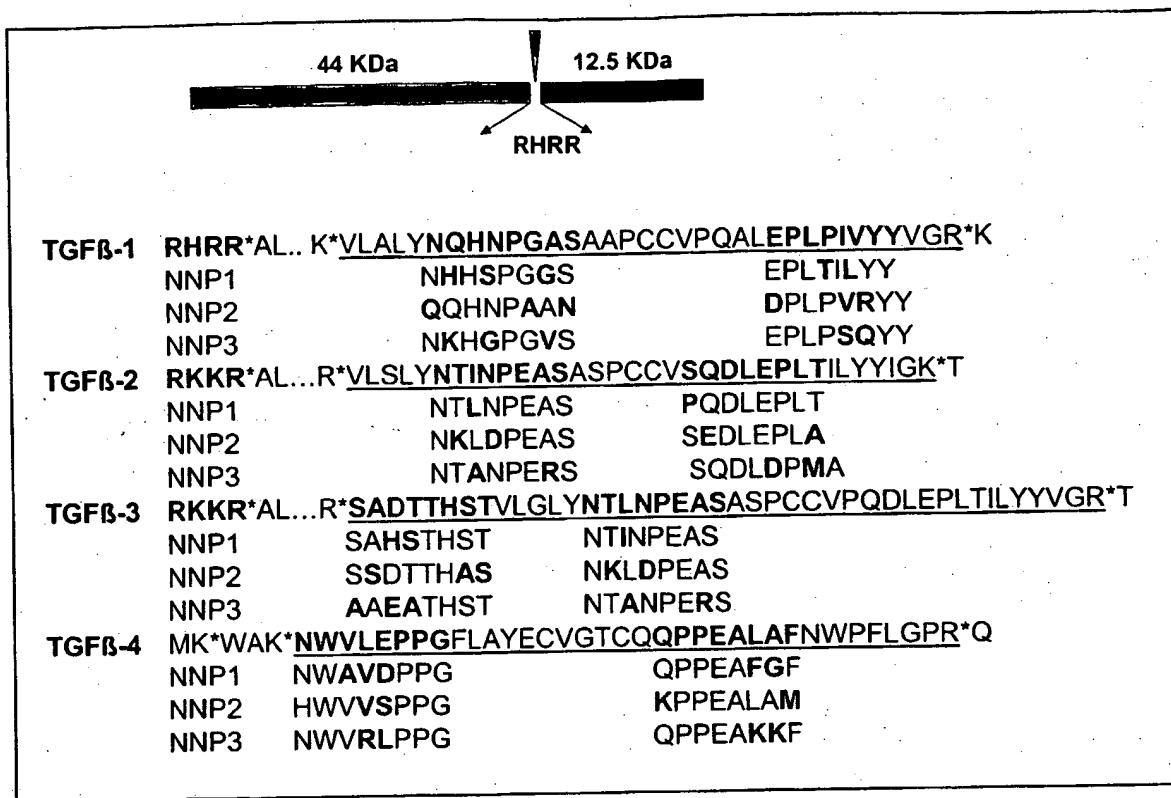 44 KDa 12.5 KDa
RHRR
TGFß-1 RHRR*AL.. K*VLALYNQHNPGASAAPCCVPQALEPLPIVYYVGR*K
NNP1 NHHSPGGS EPLTILYY
NNP2 QQHNPAAN DPLPVRYY
NNP3 NKHGPGVS EPLPSQYY
TGFß-2 RKKR*AL...R*VLSLYNTINPEASASPCCVSQDLEPLTILYYIGK*T
NNP1 NTLNPEAS PQDLEPLT
NNP2 NKLDPEAS SEDLEPLA
NNP3 NTANPERS SQDLDPMA
TGFß-3 RKKR*AL...R*SADTTHSTVLGLYNTLNPEASASPCCVPQDLEPLTILYYVGR*T
NNP1 SAHSTHST NTINPEAS
NNP2 SSDTTHAS NKLDPEAS
NNP3 AAEATHST NTANPERS
TGFß-4 MK*WAK*NWVLEPPGFLAYECVGTCQQPPEALAFNWPFLGPR*Q
NNP1 NWAVDPPG QPPEAFGF
NNP2 HWVVSPPG KPPEALAM
NNP3 NWVRLPPG QPPEAKKF